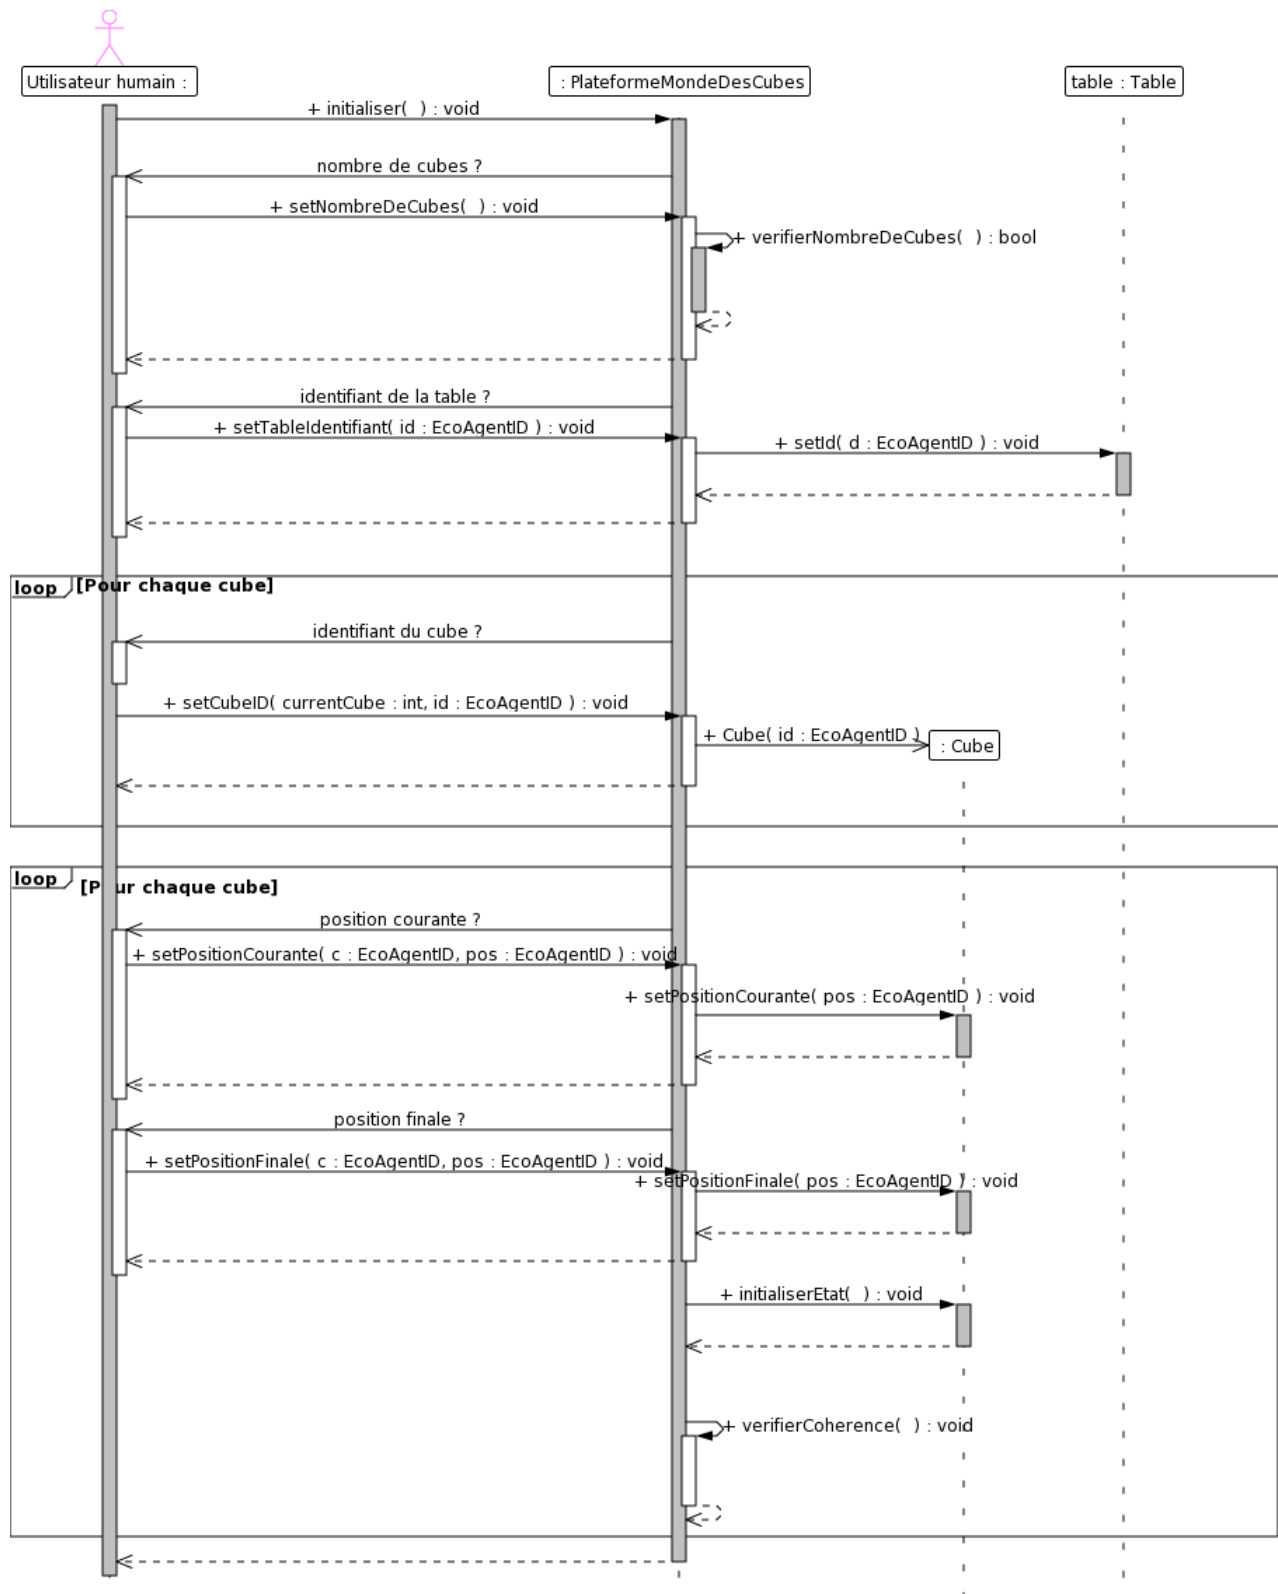 Utilisateur humain :
: PlateformeMondeDesCubes
table : Table
+ initialiser(  ) : void
nombre de cubes ?
+ setNombreDeCubes(  ) : void
+ verifierNombreDeCubes(  ) : bool
identifiant de la table ?
+ setTableIdentifiant( id : EcoAgentID ) : void
+ setId( d : EcoAgentID ) : void
loop [Pour chaque cube]
identifiant du cube ?
+ setCubeID( currentCube : int, id : EcoAgentID ) : void
+ Cube( id : EcoAgentID )
: Cube
loop
[Pour chaque cube]
position courante ?
+ setPositionCourante( c : EcoAgentID, pos : EcoAgentID ) : void
+ setPositionCourante( pos : EcoAgentID ) : void
position finale ?
+ setPositionFinale( c : EcoAgentID, pos : EcoAgentID ) : void
+ setPositionFinale( pos : EcoAgentID ) : void
+ initialiserEtat(  ) : void
+ verifierCoherence(  ) : void